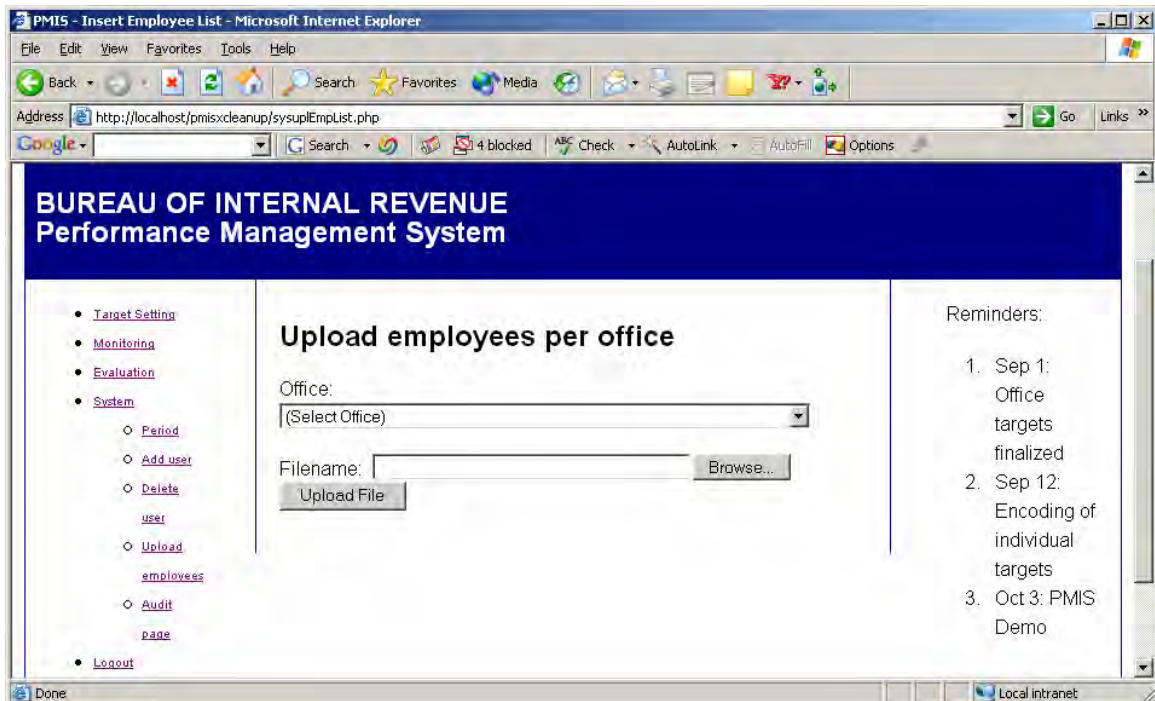 PMIS - Insert Employee List - Microsoft Internet Explorer
File Edit View Favorites Tools Help
Back Search Favorites Media
Address http://localhost/pmisxcleanup/sysuplEmpList.php Go Links »
Google Search 4 blocked ABC Check AutoLink AutoFill Options
BUREAU OF INTERNAL REVENUE
Performance Management System
Target Setting
Monitoring
Evaluation
System
Period
Add user
Delete
user
Upload
employees
Audit
page
Logout
Upload employees per office
Office:
(Select Office)
Filename: Browse...
Upload File
Reminders:
1. Sep 1:
Office
targets
finalized
2. Sep 12:
Encoding of
individual
targets
3. Oct 3: PMIS
Demo
Done Local intranet